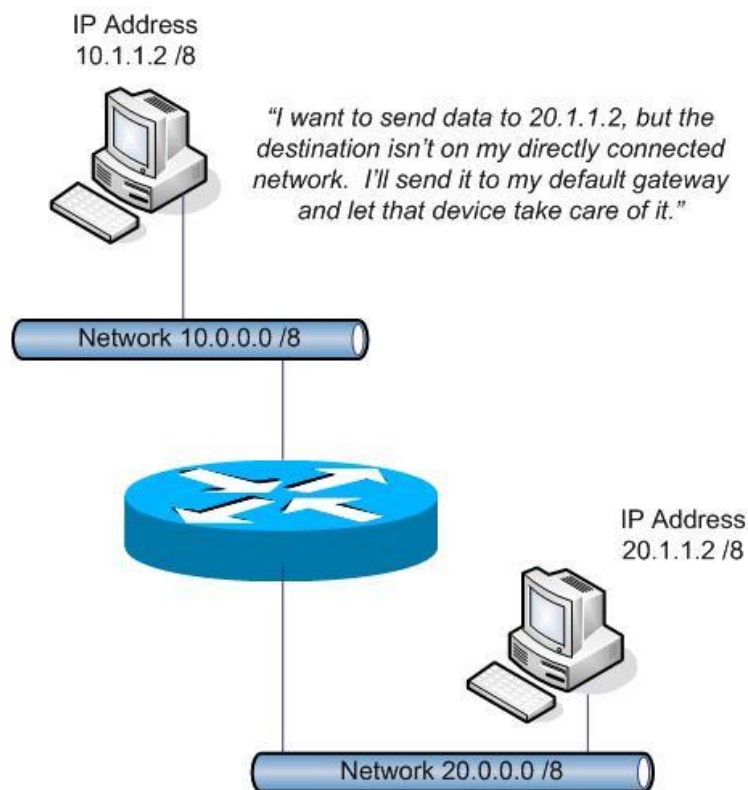 IP Address
10.1.1.2 /8
“I want to send data to 20.1.1.2, but the
destination isn’t on my directly connected
network.  I’ll send it to my default gateway
and let that device take care of it.”
Network 10.0.0.0 /8
IP Address
20.1.1.2 /8
Network 20.0.0.0 /8